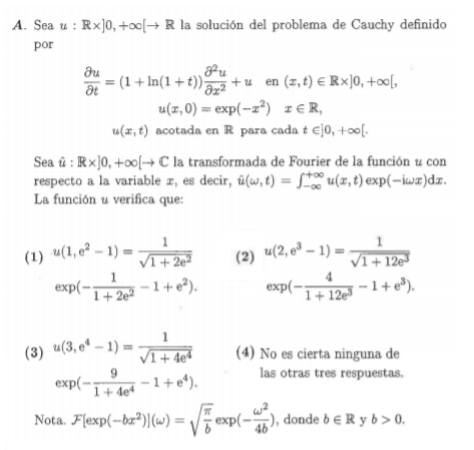 A. Sea u : ℝ×]0, +∞[→ ℝ la solución del problema de Cauchy definido
por
∂u/∂t = (1 + ln(1 + t)) ∂²u/∂x² + u en (x, t) ∈ ℝ×]0, +∞[,
u(x, 0) = exp(−x²) x ∈ ℝ,
u(x, t) acotada en ℝ para cada t ∈]0, +∞[.
Sea û : ℝ×]0, +∞[→ ℂ la transformada de Fourier de la función u con
respecto a la variable x, es decir, û(ω, t) = ∫_{−∞}^{+∞} u(x, t) exp(−iωx)dx.
La función u verifica que:
(1) u(1, e² − 1) = 1/√(1 + 2e²)
exp(−1/(1 + 2e²) − 1 + e²).
(2) u(2, e³ − 1) = 1/√(1 + 12e³)
exp(−4/(1 + 12e³) − 1 + e³).
(3) u(3, e⁴ − 1) = 1/√(1 + 4e⁴)
exp(−9/(1 + 4e⁴) − 1 + e⁴).
(4) No es cierta ninguna de
las otras tres respuestas.
Nota. ℱ[exp(−bx²)](ω) = √(π/b) exp(−ω²/4b), donde b ∈ ℝ y b > 0.